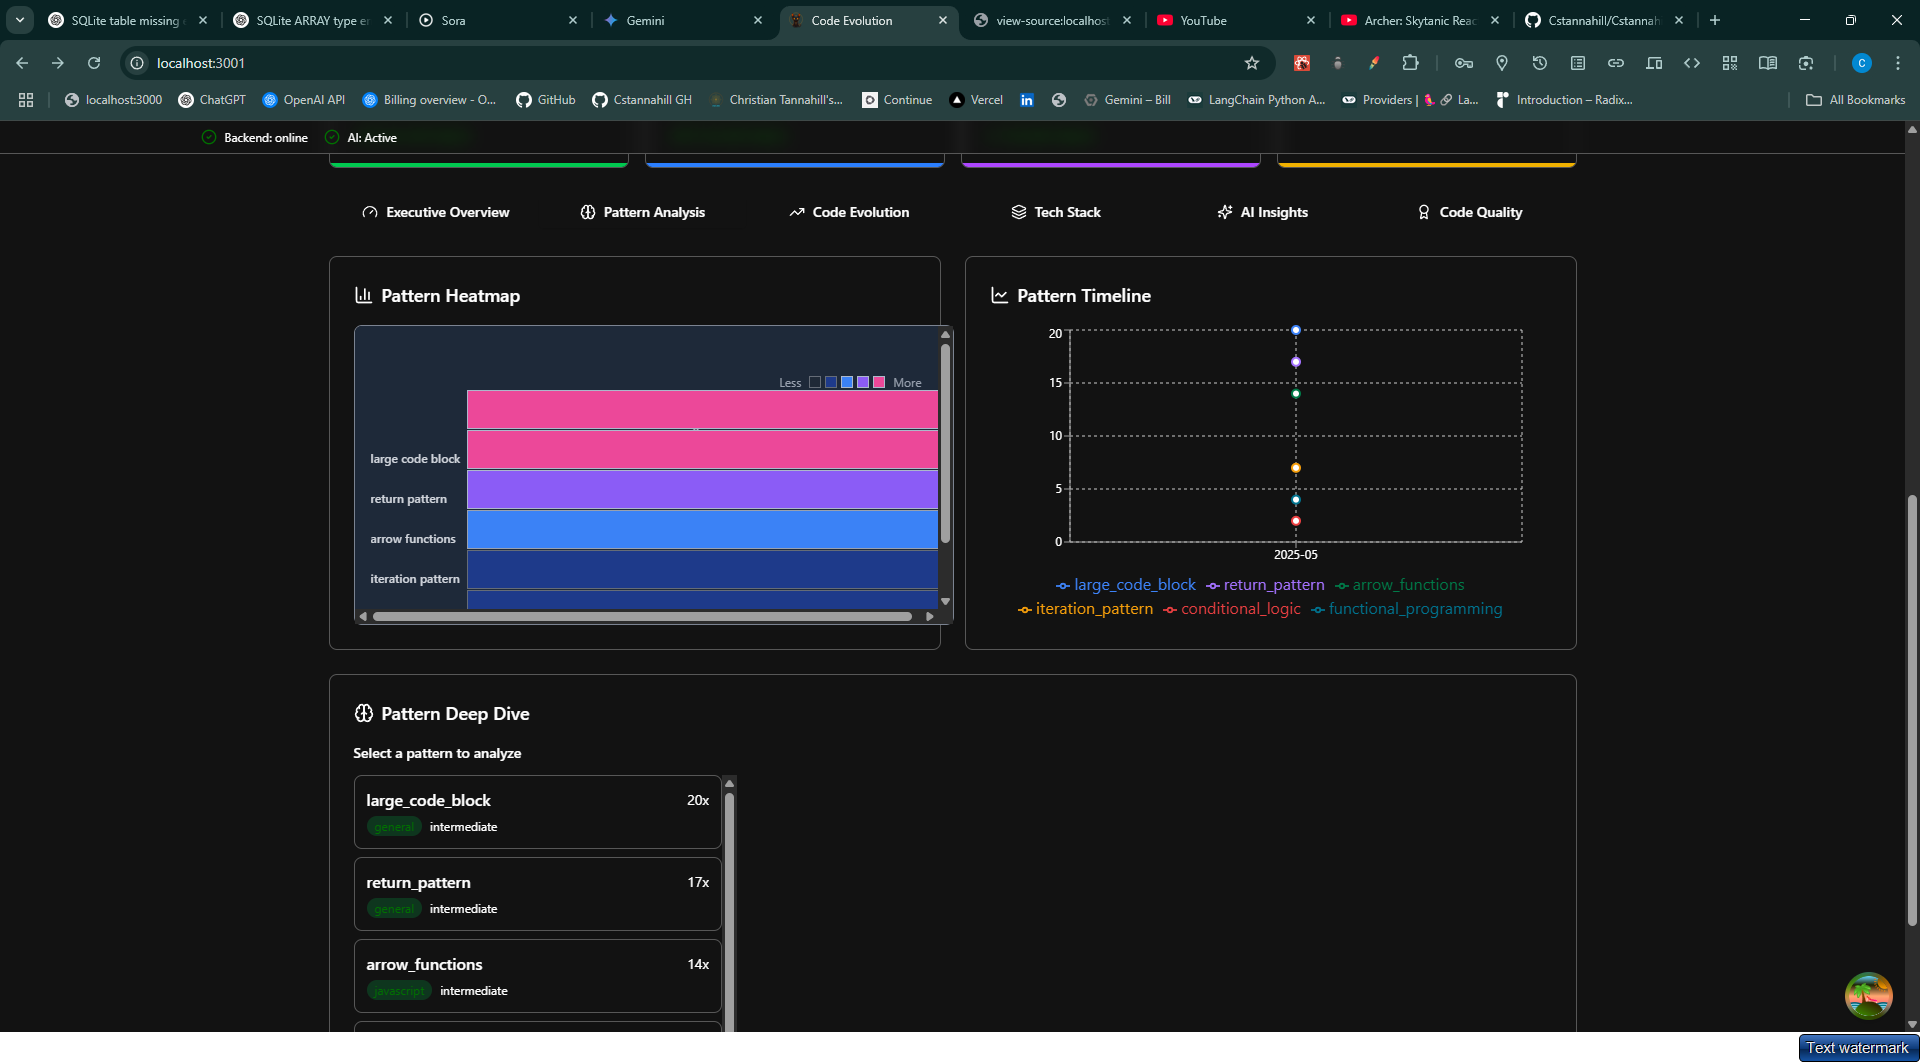 SQLite table missing
SQLite ARRAY type er
Sora
Gemini
Code Evolution
view-source:localhost
YouTube
Archer: Skytanic Reac
Cstannahill/Cstannah
localhost:3001
localhost:3000
ChatGPT
OpenAI API
Billing overview - O...
GitHub
Cstannahill GH
Christian Tannahill's...
Continue
Vercel
Gemini – Bill
LangChain Python A...
Providers | 🦜️🔗 La...
Introduction – Radix...
All Bookmarks
Backend: online
AI: Active
Executive Overview
Pattern Analysis
Code Evolution
Tech Stack
AI Insights
Code Quality
Pattern Heatmap
Less
More
large code block
return pattern
arrow functions
iteration pattern
Pattern Timeline
20
15
10
5
0
2025-05
large_code_block return_pattern arrow_functions
iteration_pattern conditional_logic functional_programming
Pattern Deep Dive
Select a pattern to analyze
large_code_block 20x
general intermediate
return_pattern 17x
general intermediate
arrow_functions 14x
javascript intermediate
Text watermark